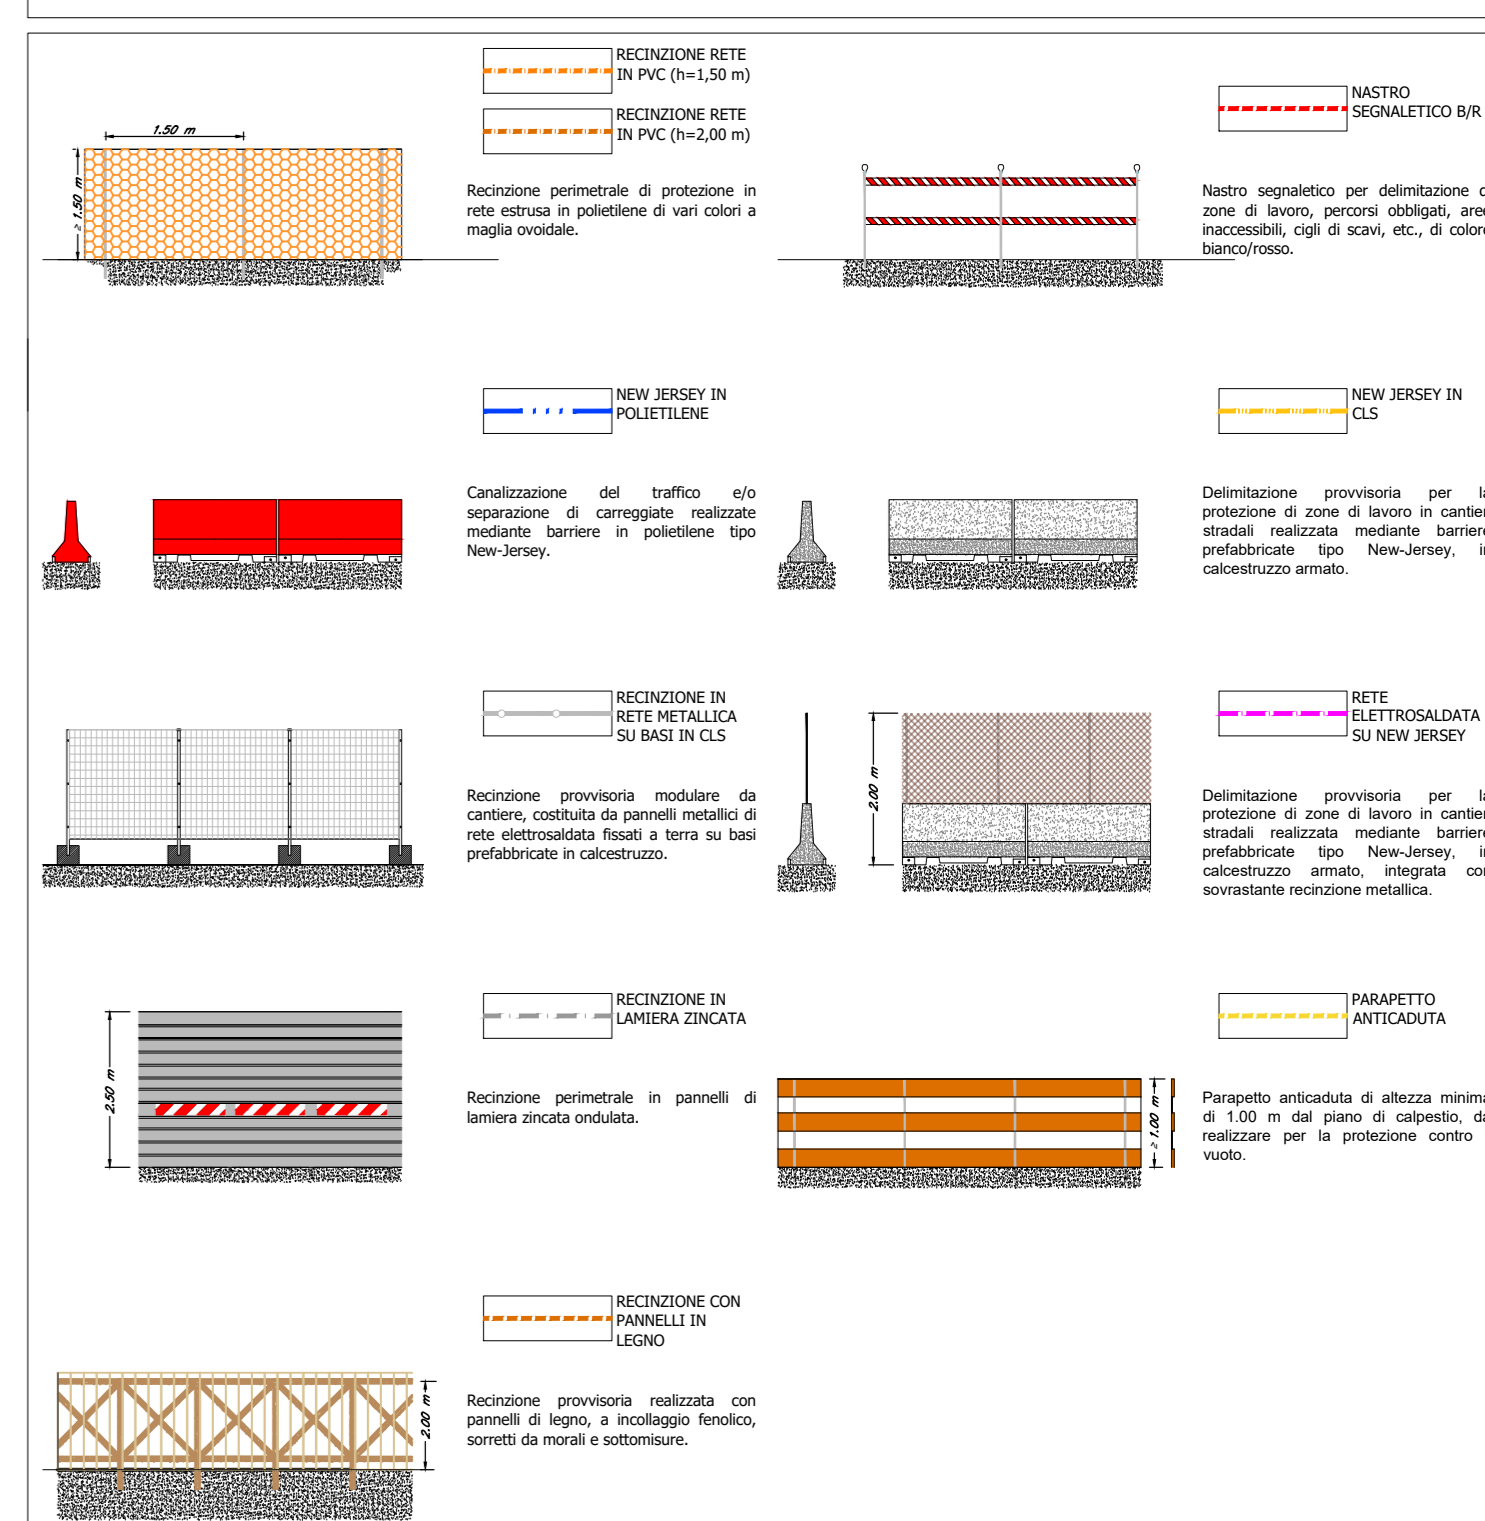 RECINZIONE RETE
IN PVC (h=1,50 m)
RECINZIONE RETE
IN PVC (h=2,00 m)
1.50 m
≥ 1.50 m
Recinzione perimetrale di protezione in
rete estrusa in polietilene di vari colori a
maglia ovoidale.
NASTRO
SEGNALETICO B/R
Nastro segnaletico per delimitazione
zone di lavoro, percorsi obbligati,
inaccessibili, cigli di scavi, etc., di
bianco/rosso.
NEW JERSEY IN
POLIETILENE
Canalizzazione del traffico e/o
separazione di carreggiate realizzate
mediante barriere in polietilene tipo
New-Jersey.
NEW JERSEY IN
CLS
Delimitazione provvisoria per
protezione di zone di lavoro in
stradali realizzata mediante
prefabbricate tipo New-Jersey,
calcestruzzo armato.
RECINZIONE IN
RETE METALLICA
SU BASI IN CLS
Recinzione provvisoria modulare da
cantiere, costituita da pannelli metallici di
rete elettrosaldata fissati a terra su basi
prefabbricate in calcestruzzo.
RETE
ELETTROSALDATA
SU NEW JERSEY
2.00 m
Delimitazione provvisoria per
protezione di zone di lavoro in
stradali realizzata mediante
prefabbricate tipo New-Jersey,
calcestruzzo armato, integrata
sovrastante recinzione metallica.
RECINZIONE IN
LAMIERA ZINCATA
2.50 m
Recinzione perimetrale in pannelli di
lamiera zincata ondulata.
PARAPETTO
ANTICADUTA
≥ 1.00 m
Parapetto anticaduta di altezza minima
di 1.00 m dal piano di calpestio,
realizzare per la protezione contro
vuoto.
RECINZIONE CON
PANNELLI IN
LEGNO
2.00 m
Recinzione provvisoria realizzata con
pannelli di legno, a incollaggio fenolico,
sorretti da morali e sottomisure.